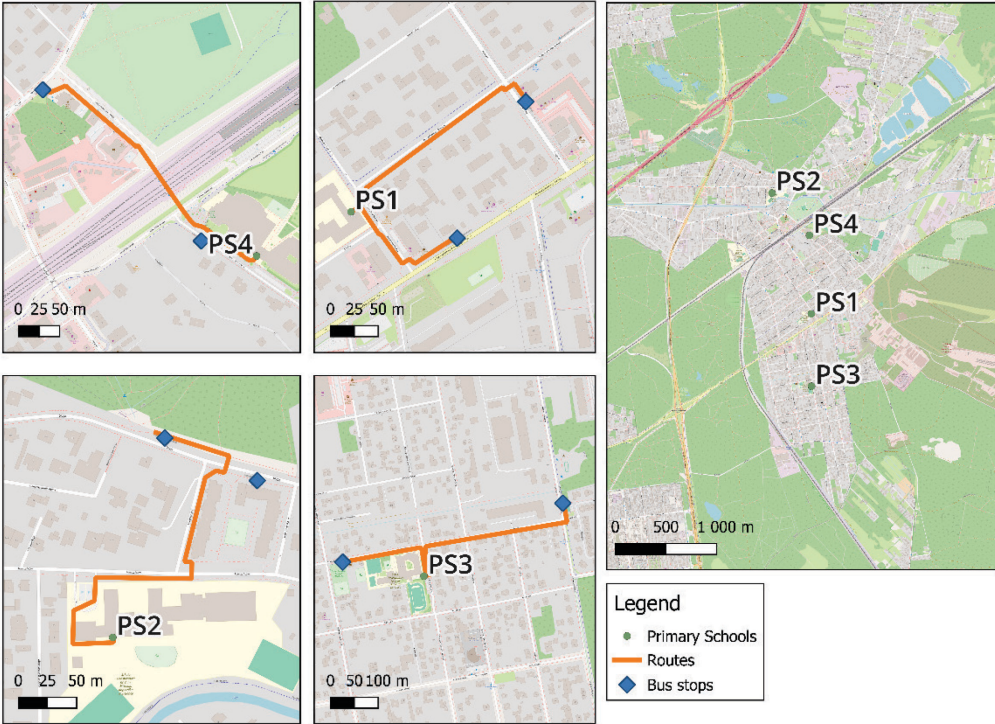 PS4
0 25 50 m
PS1
0 25 50 m
PS2
PS4
PS1
PS3
0 500 1 000 m
PS2
0 25 50 m
PS3
0 50 100 m
Legend
Primary Schools
Routes
Bus stops